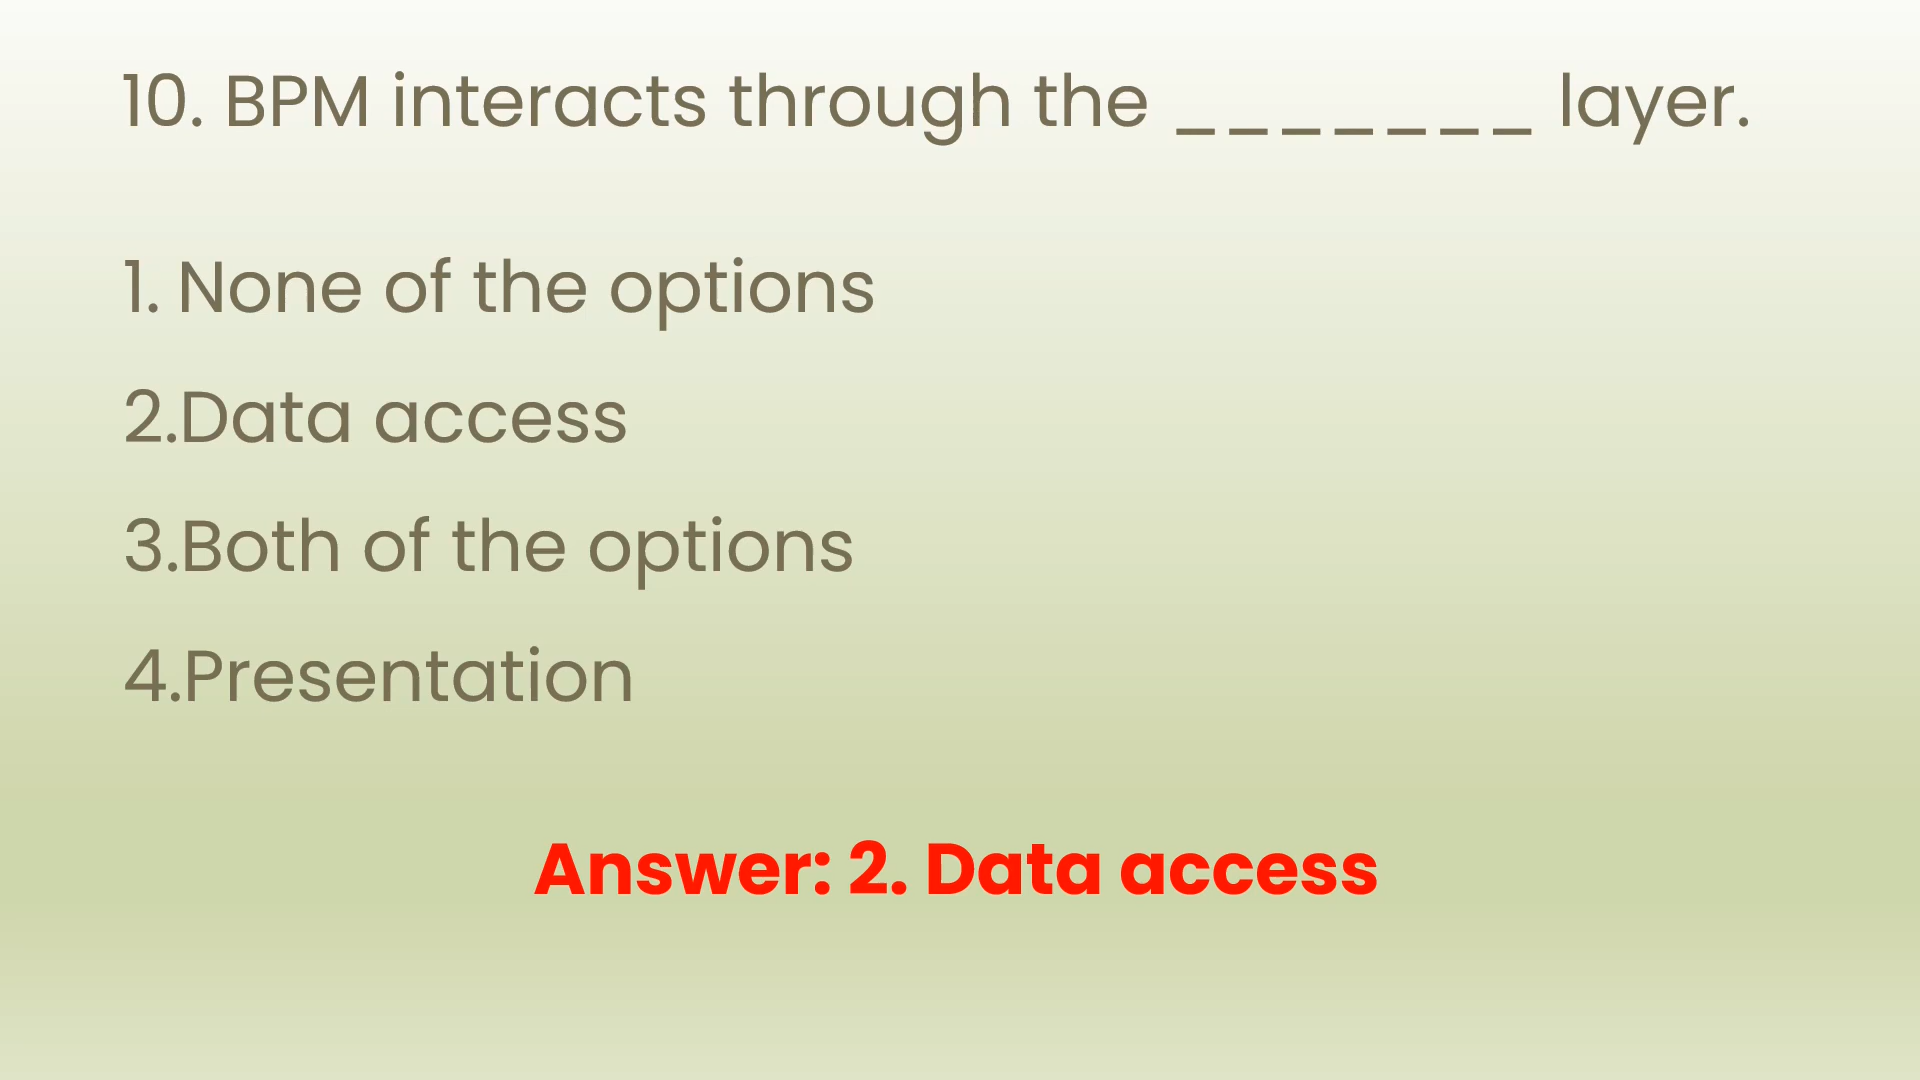 10. BPM interacts through the _______ layer.
1. None of the options
2.Data access
3.Both of the options
4.Presentation
Answer: 2. Data access